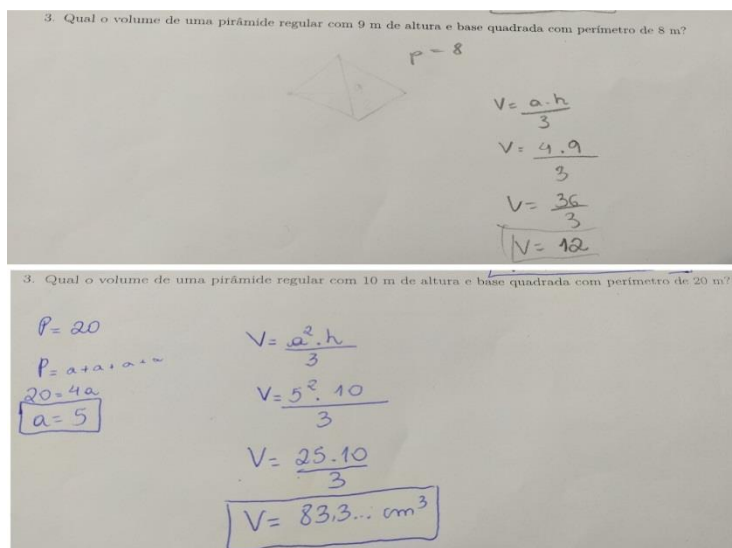 3. Qual o volume de uma pirâmide regular com 9 m de altura e base quadrada com perímetro de 8 m?
p = 8
V = a.h / 3
V = 4.9 / 3
V = 36 / 3
V = 12
3. Qual o volume de uma pirâmide regular com 10 m de altura e base quadrada com perímetro de 20 m?
P = 20
P = a+a+a+a
20 = 4a
a = 5
V = a².h / 3
V = 5².10 / 3
V = 25.10 / 3
V = 83,3... cm³